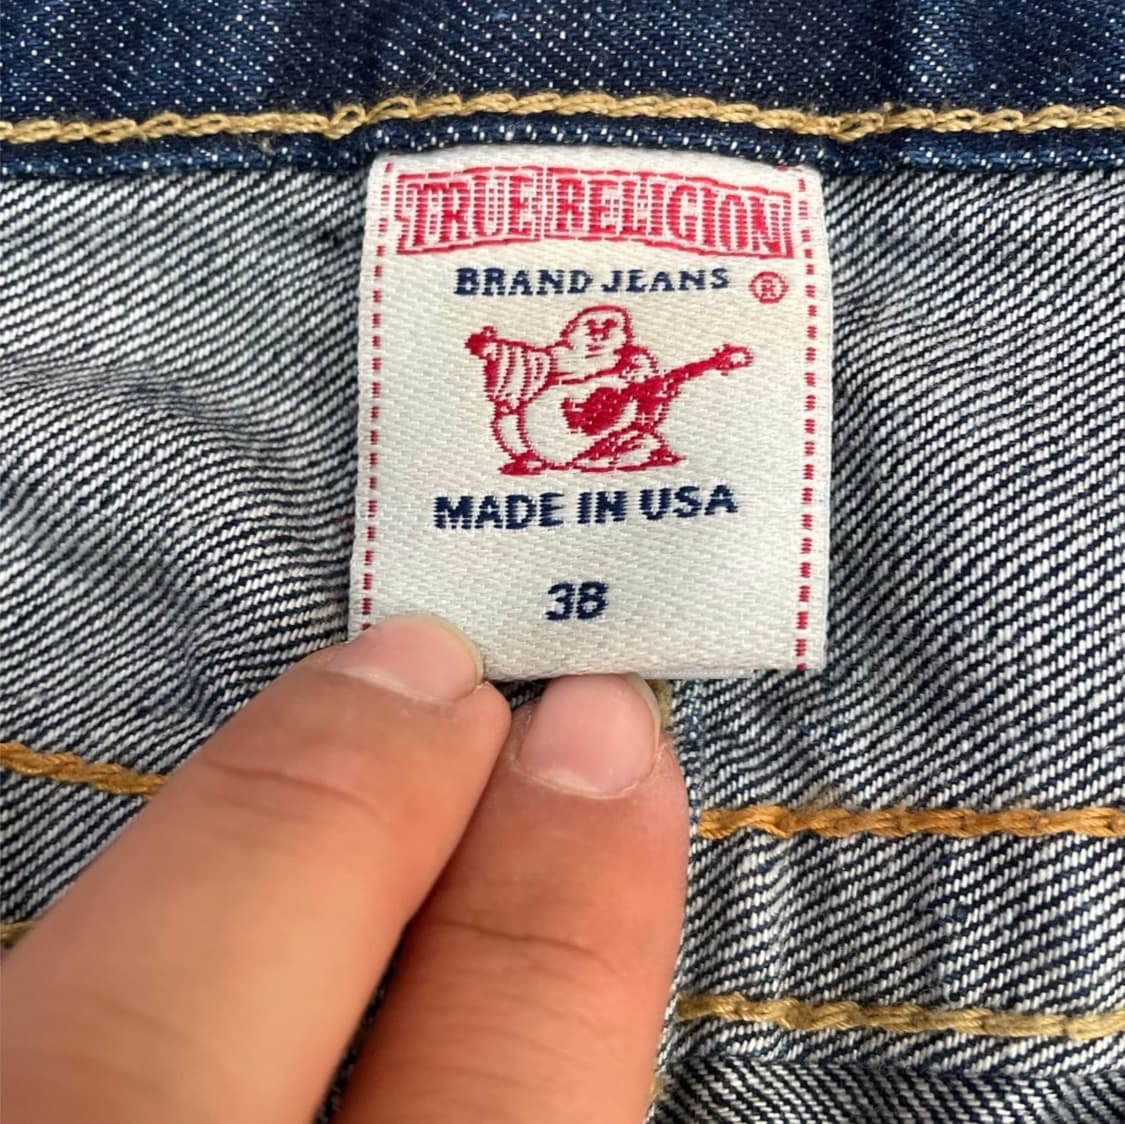 TRUE RELIGION
BRAND JEANS ®
MADE IN USA
38